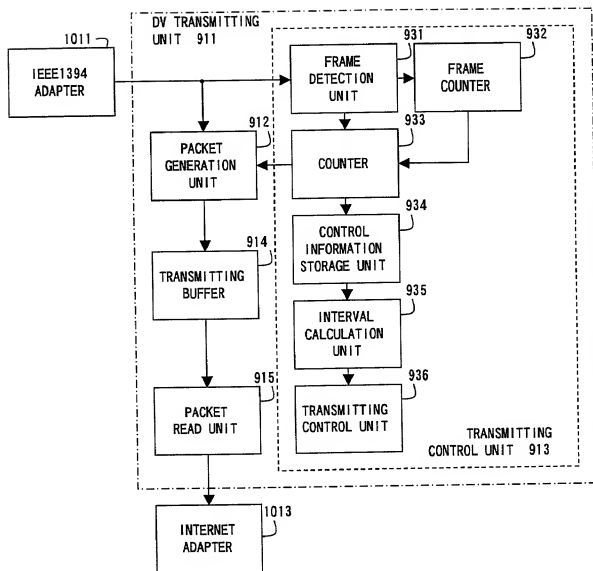 1011
DV TRANSMITTING
UNIT 911
931
932
IEEE1394
ADAPTER
FRAME
DETECTION
UNIT
FRAME
COUNTER
912
933
PACKET
GENERATION
UNIT
COUNTER
934
914
CONTROL
INFORMATION
STORAGE UNIT
TRANSMITTING
BUFFER
935
INTERVAL
CALCULATION
UNIT
915
936
PACKET
READ UNIT
TRANSMITTING
CONTROL UNIT
TRANSMITTING
CONTROL UNIT 913
1013
INTERNET
ADAPTER